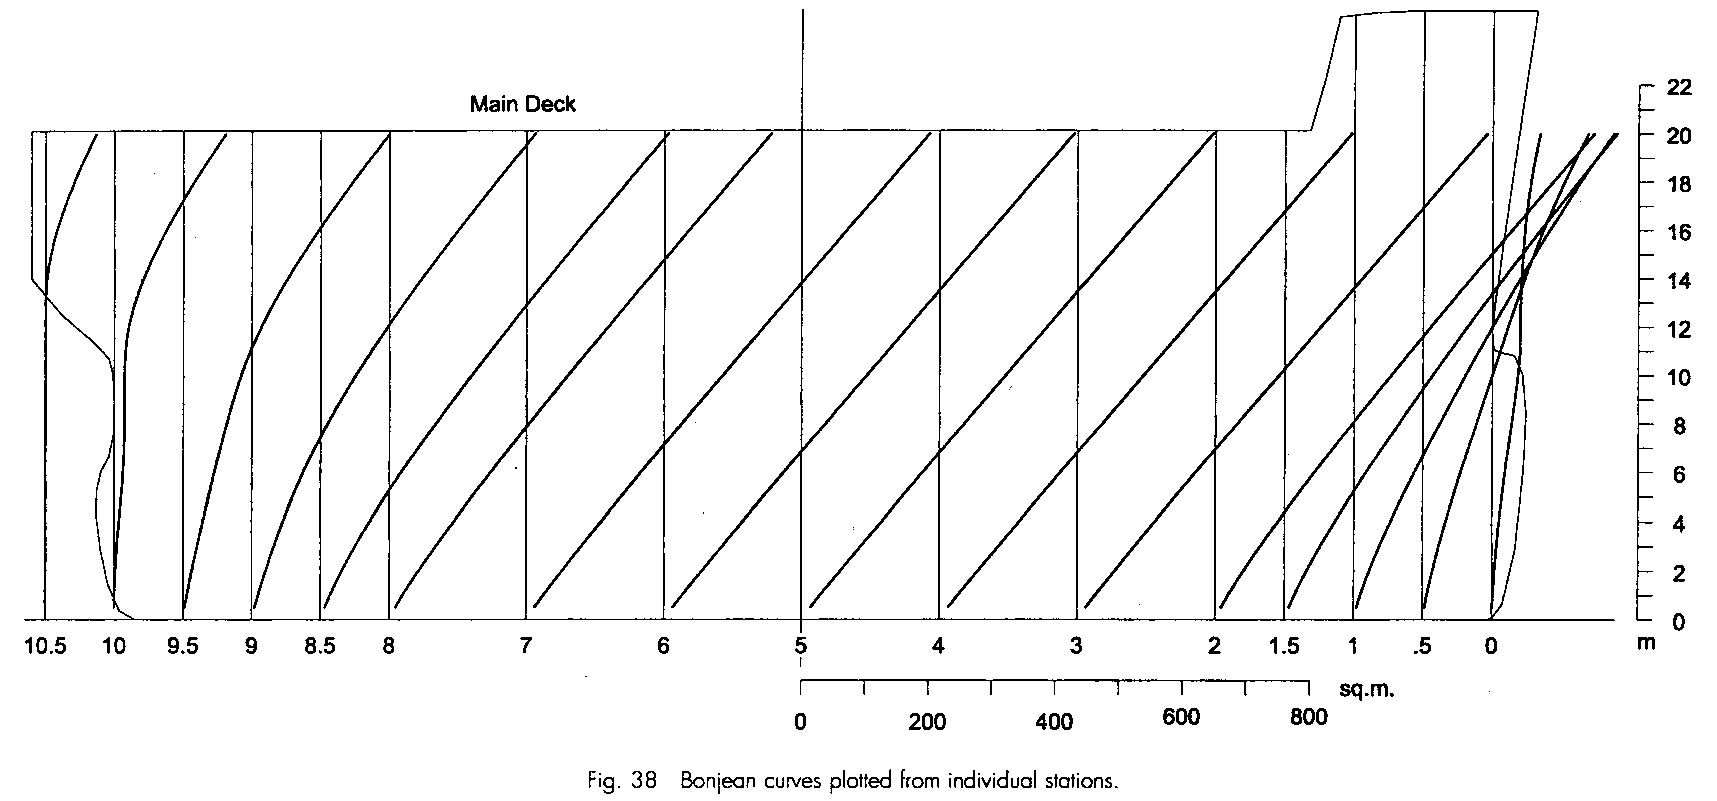 Main Deck
22
20
18
16
14
12
10
8
6
4
2
0
10.5 10 9.5 9 8.5 8 7 6 5 4 3 2 1.5 1 .5 0 m
sq.m.
0 200 400 600 800
Fig. 38 Bonjean curves plotted from individual stations.